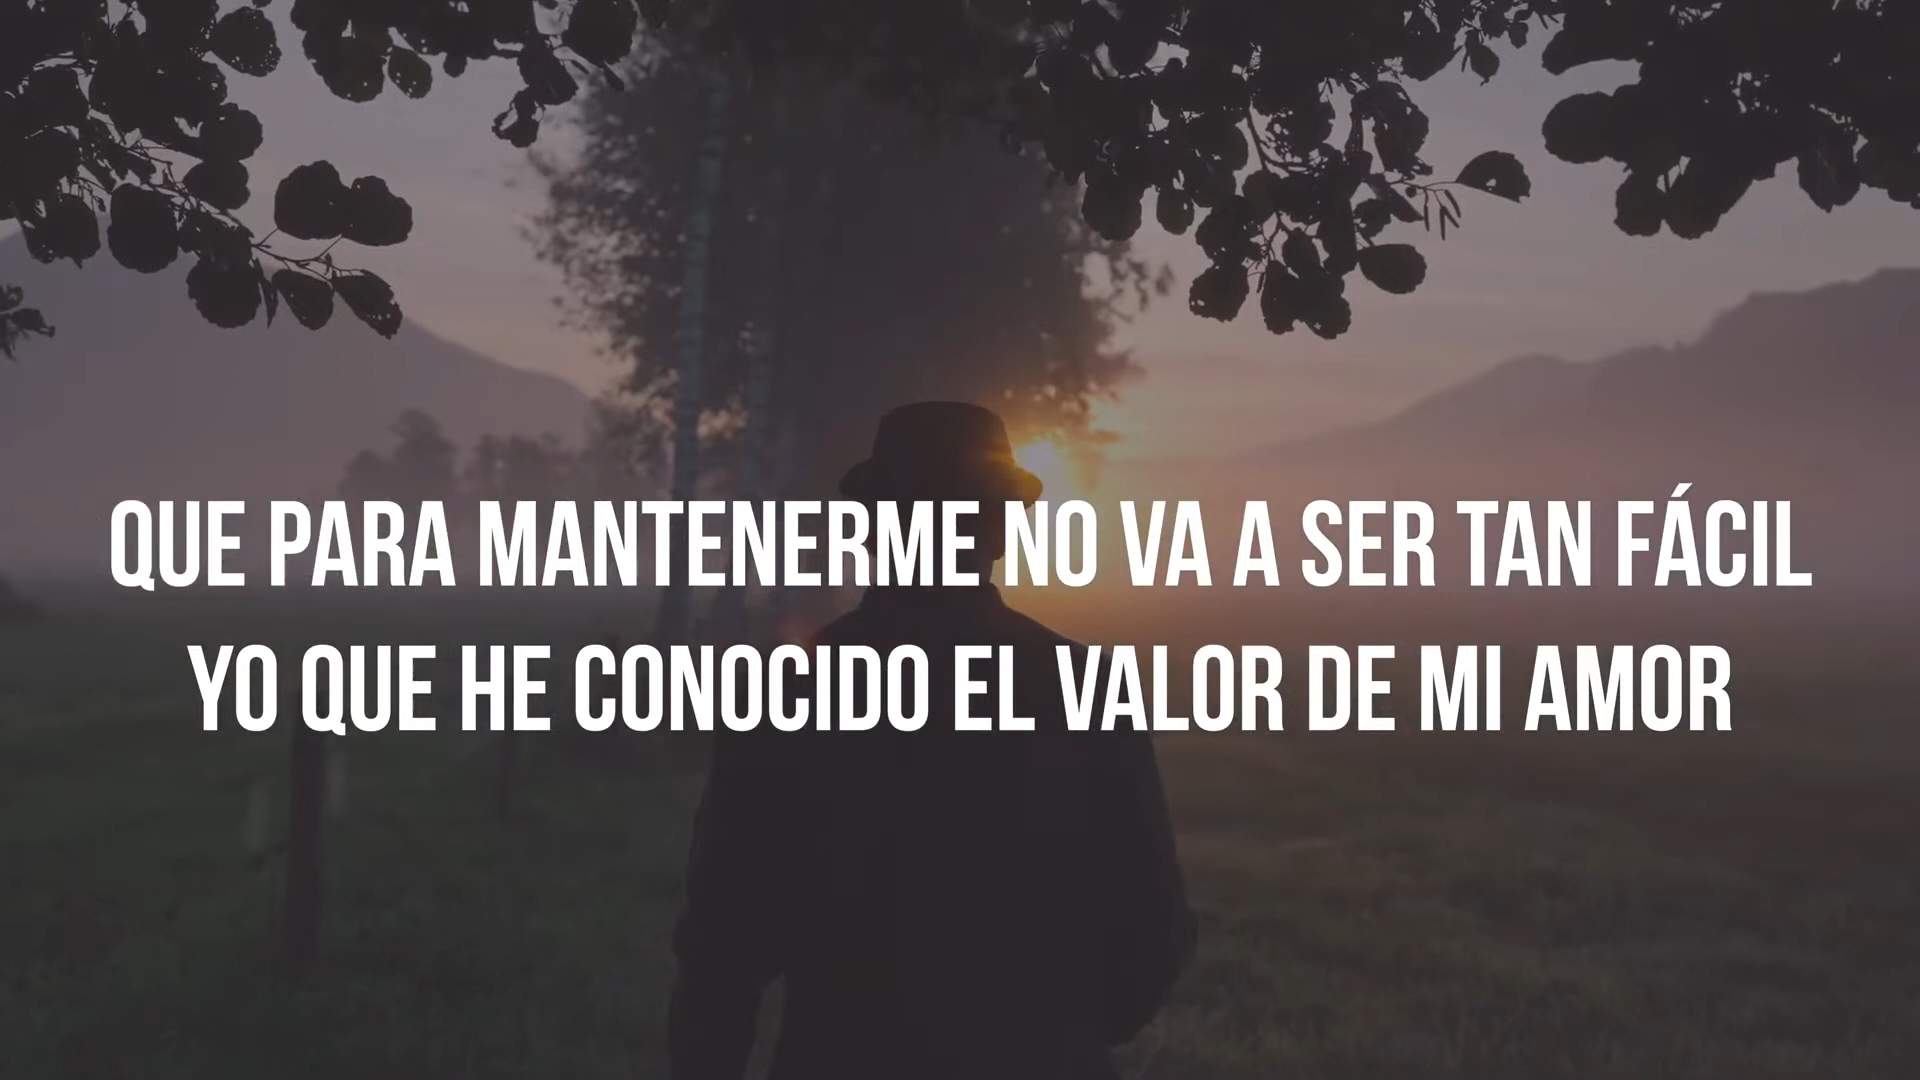 QUE PARA MANTENERME NO VA A SER TAN FÁCIL
YO QUE HE CONOCIDO EL VALOR DE MI AMOR